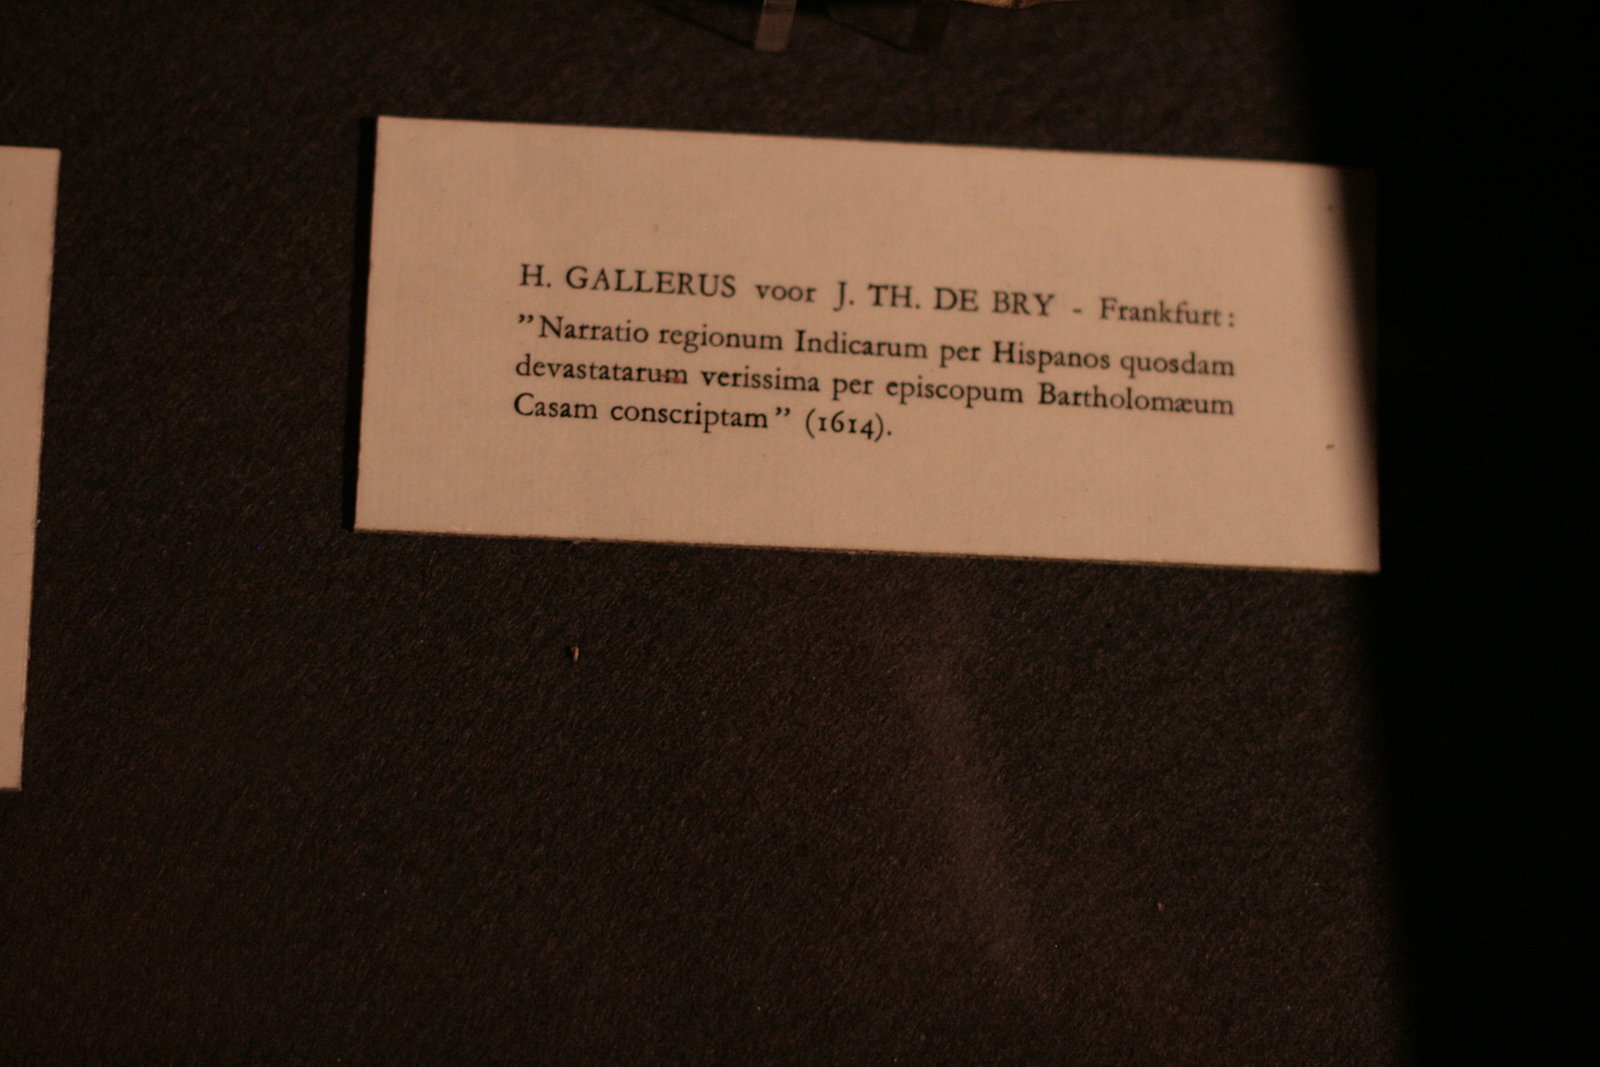 H. GALLERUS voor J. TH. DE BRY - Frankfurt:
”Narratio regionum Indicarum per Hispanos quosdam
devastatarum verissima per episcopum Bartholomæum
Casam conscriptam” (1614).